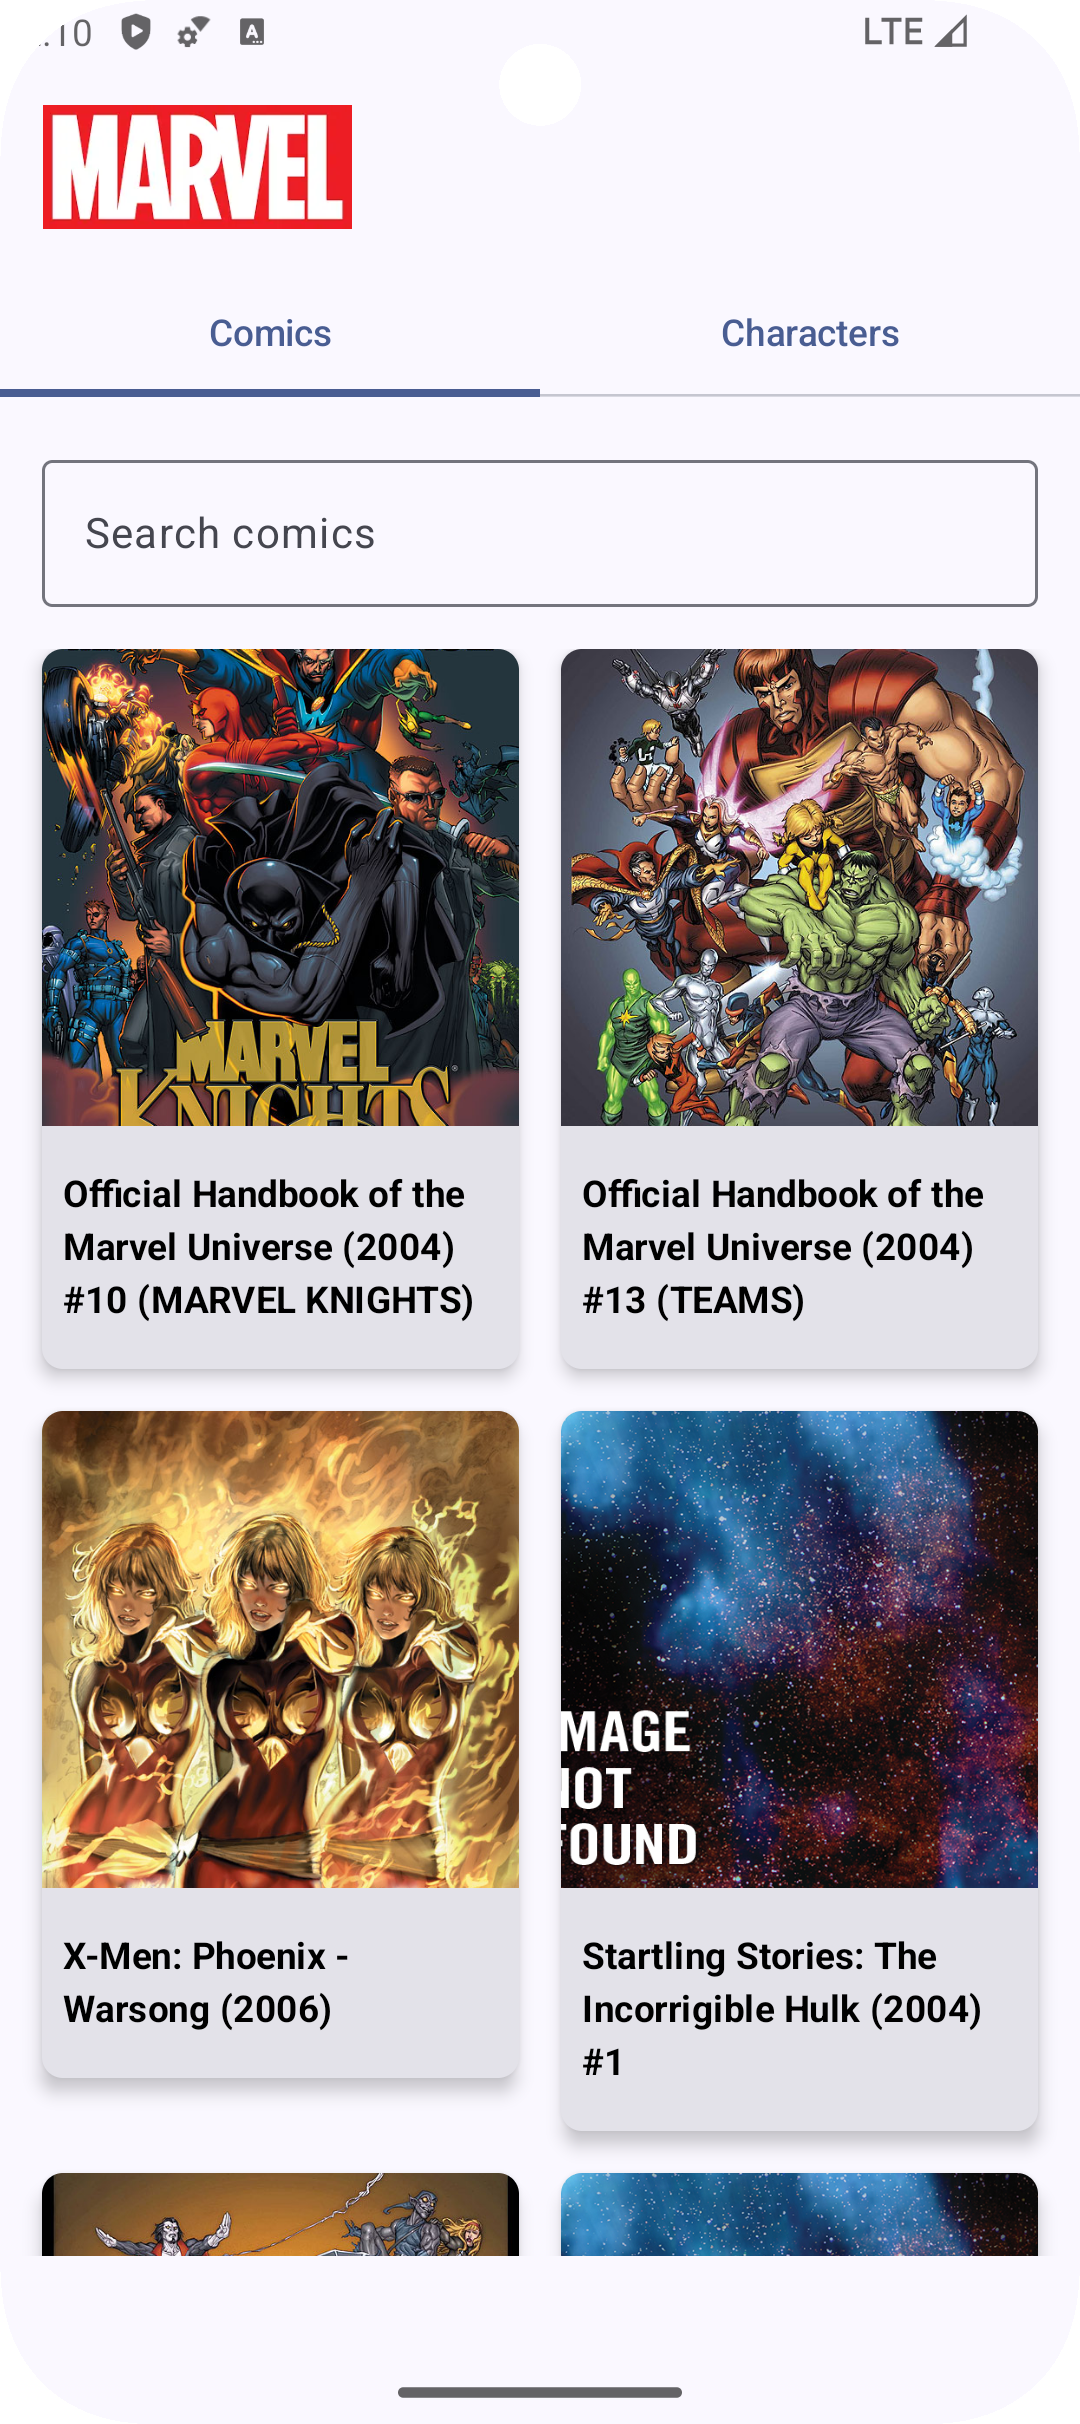 :10
LTE
MARVEL
Comics
Characters
Search comics
MARVEL
KNIGHTS
Official Handbook of the
Marvel Universe (2004)
#10 (MARVEL KNIGHTS)
Official Handbook of the
Marvel Universe (2004)
#13 (TEAMS)
X-Men: Phoenix -
Warsong (2006)
MAGE
IOT
FOUND
Startling Stories: The
Incorrigible Hulk (2004)
#1